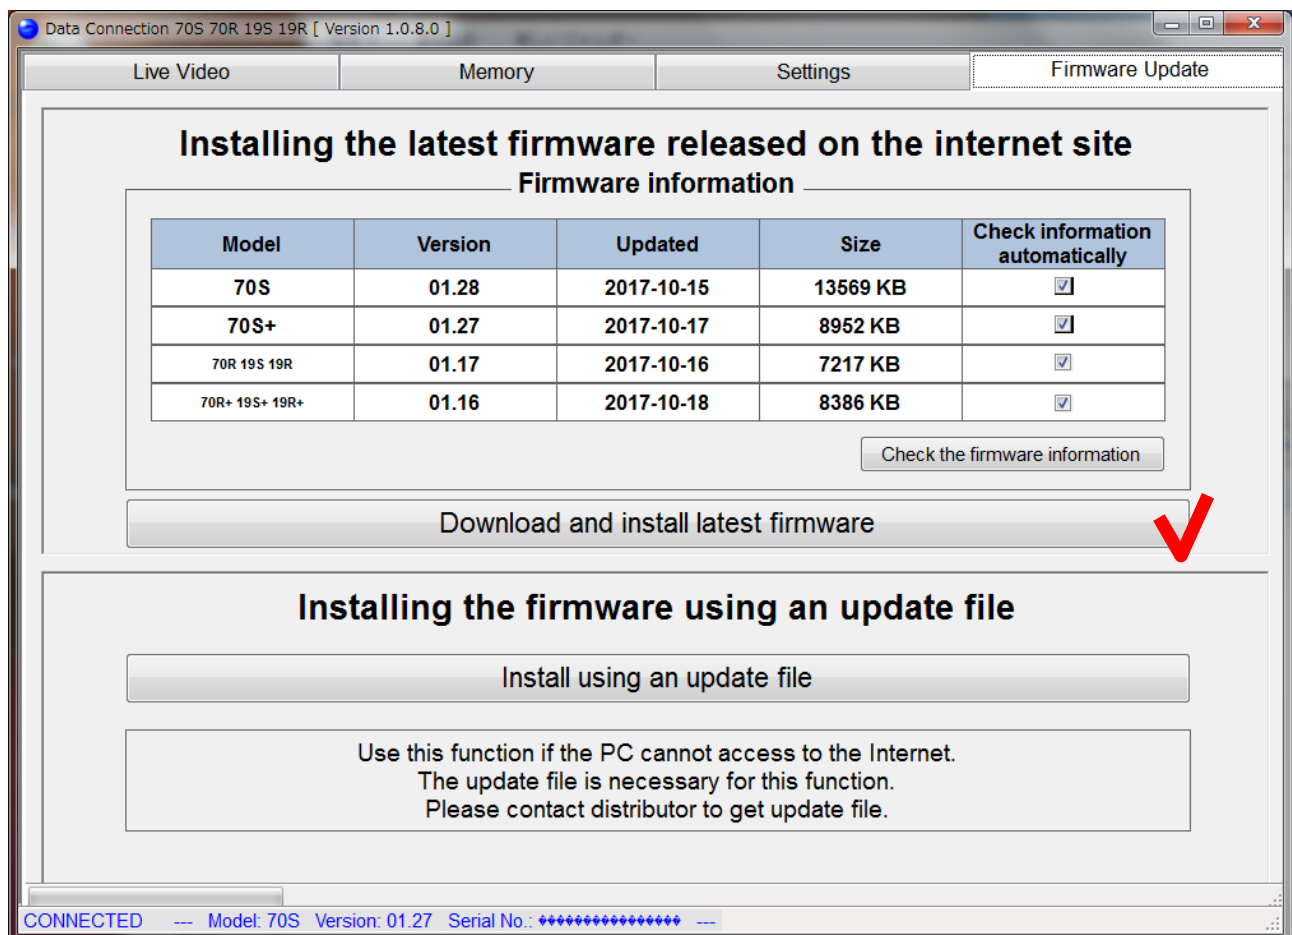 Data Connection 70S 70R 19S 19R [ Version 1.0.8.0 ]
Live Video Memory Settings Firmware Update
Installing the latest firmware released on the internet site
Firmware information
Model Version Updated Size Check information automatically
70S 01.28 2017-10-15 13569 KB
70S+ 01.27 2017-10-17 8952 KB
70R 19S 19R 01.17 2017-10-16 7217 KB
70R+ 19S+ 19R+ 01.16 2017-10-18 8386 KB
Check the firmware information
Download and install latest firmware
Installing the firmware using an update file
Install using an update file
Use this function if the PC cannot access to the Internet.
The update file is necessary for this function.
Please contact distributor to get update file.
CONNECTED --- Model: 70S Version: 01.27 Serial No.: ���������������� ---